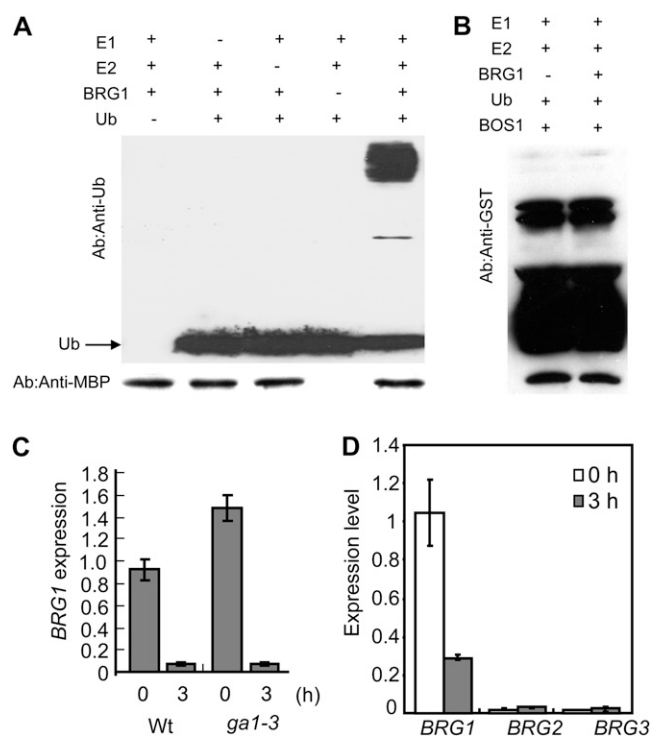 A
E1 + - + + +
E2 + + - + +
BRG1 + + + - +
Ub - + + + +
Ab:Anti-Ub
Ub
Ab:Anti-MBP
B
E1 + +
E2 + +
BRG1 - +
Ub + +
BOS1 + +
Ab:Anti-GST
C
BRG1 expression
1.8
1.6
1.4
1.2
1.0
0.8
0.6
0.4
0.2
0
0 3 0 3 (h)
Wt ga1-3
D
Expression level
1.4
1.2
1
0.8
0.6
0.4
0.2
0
0 h
3 h
BRG1 BRG2 BRG3